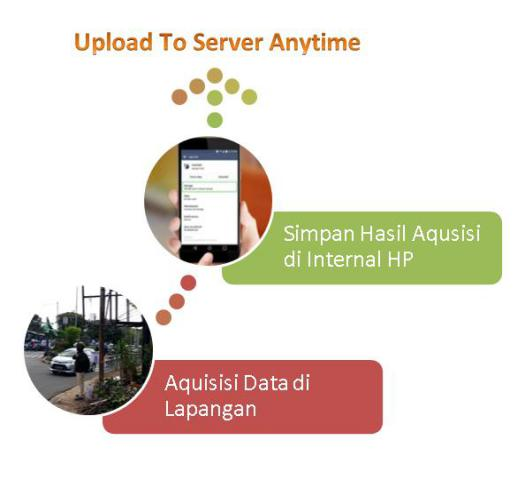 Upload To Server Anytime
Simpan Hasil Aqusisi
di Internal HP
Aquisisi Data di
Lapangan